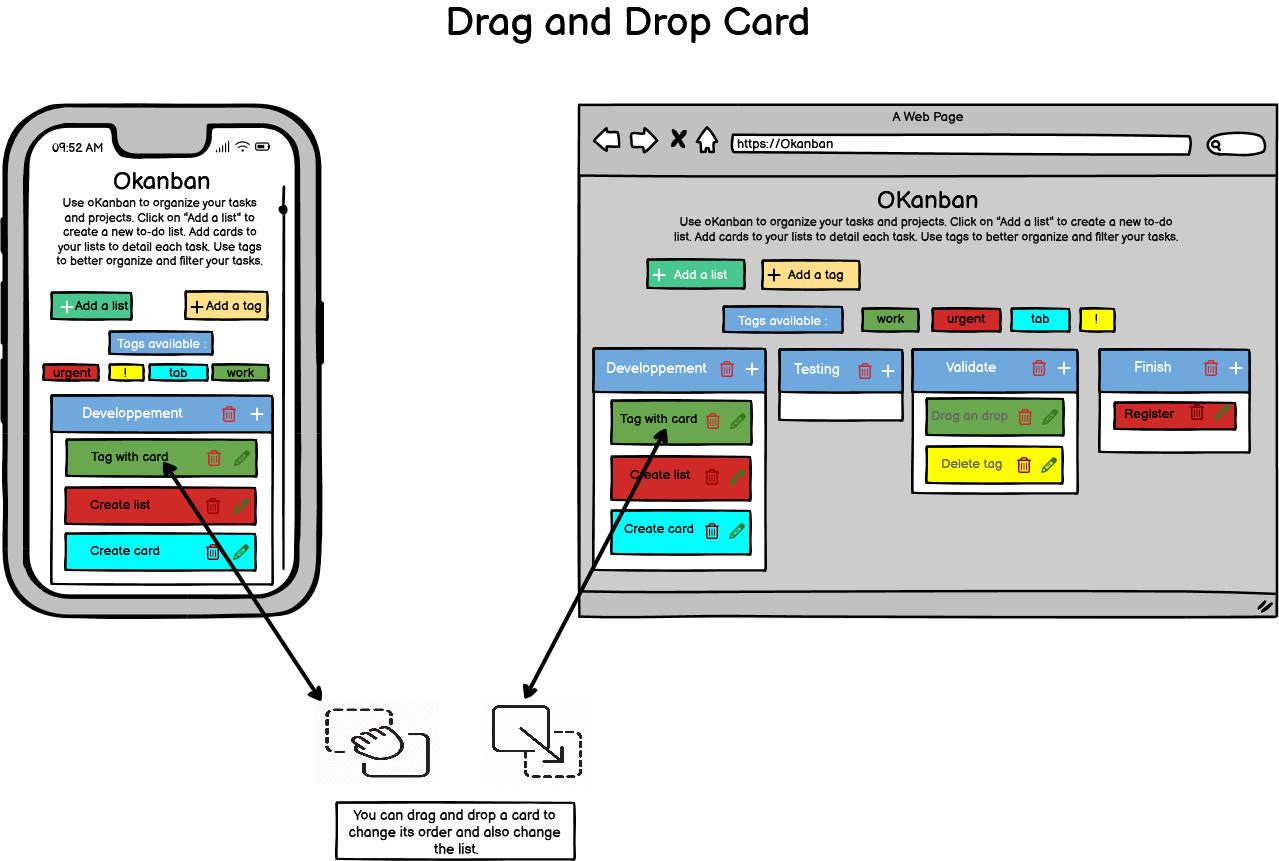 Drag and Drop Card
09:52 AM
Okanban
Use oKanban to organize your tasks
and projects. Click on "Add a list" to
create a new to-do list. Add cards to
your lists to detail each task. Use tags
to better organize and filter your tasks.
+ Add a list
+ Add a tag
Tags available :
urgent
!
tab
work
Developpement
+
Tag with card
Create list
Create card
A Web Page
https://Okanban
OKanban
Use oKanban to organize your tasks and projects. Click on "Add a list" to create a new to-do
list. Add cards to your lists to detail each task. Use tags to better organize and filter your tasks.
+ Add a list
+ Add a tag
Tags available :
work
urgent
tab
!
Developpement
+
Tag with card
Create list
Create card
Testing
+
Validate
+
Drag an drop
Delete tag
Finish
+
Register
You can drag and drop a card to
change its order and also change
the list.